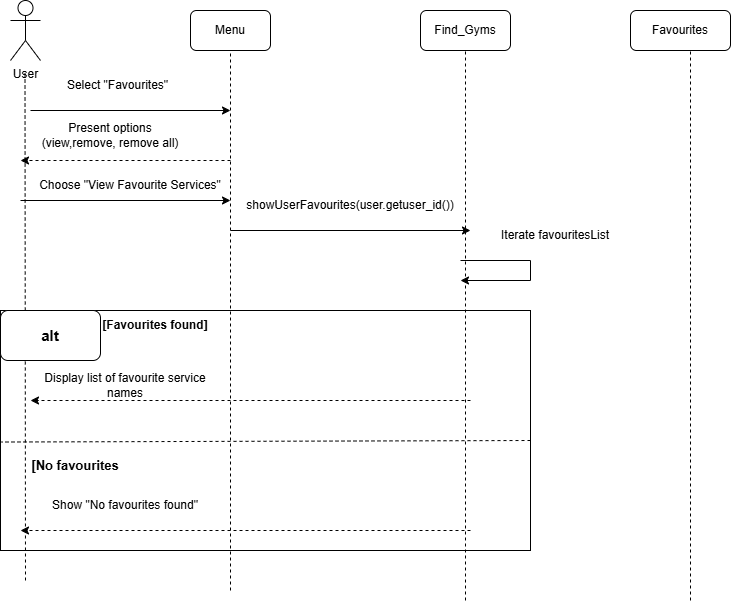 Menu
Find_Gyms
Favourites
User
Select "Favourites"
Present options
(view,remove, remove all)
Choose "View Favourite Services"
showUserFavourites(user.getuser_id())
Iterate favouritesList
alt
[Favourites found]
Display list of favourite service
names
[No favourites
Show "No favourites found"